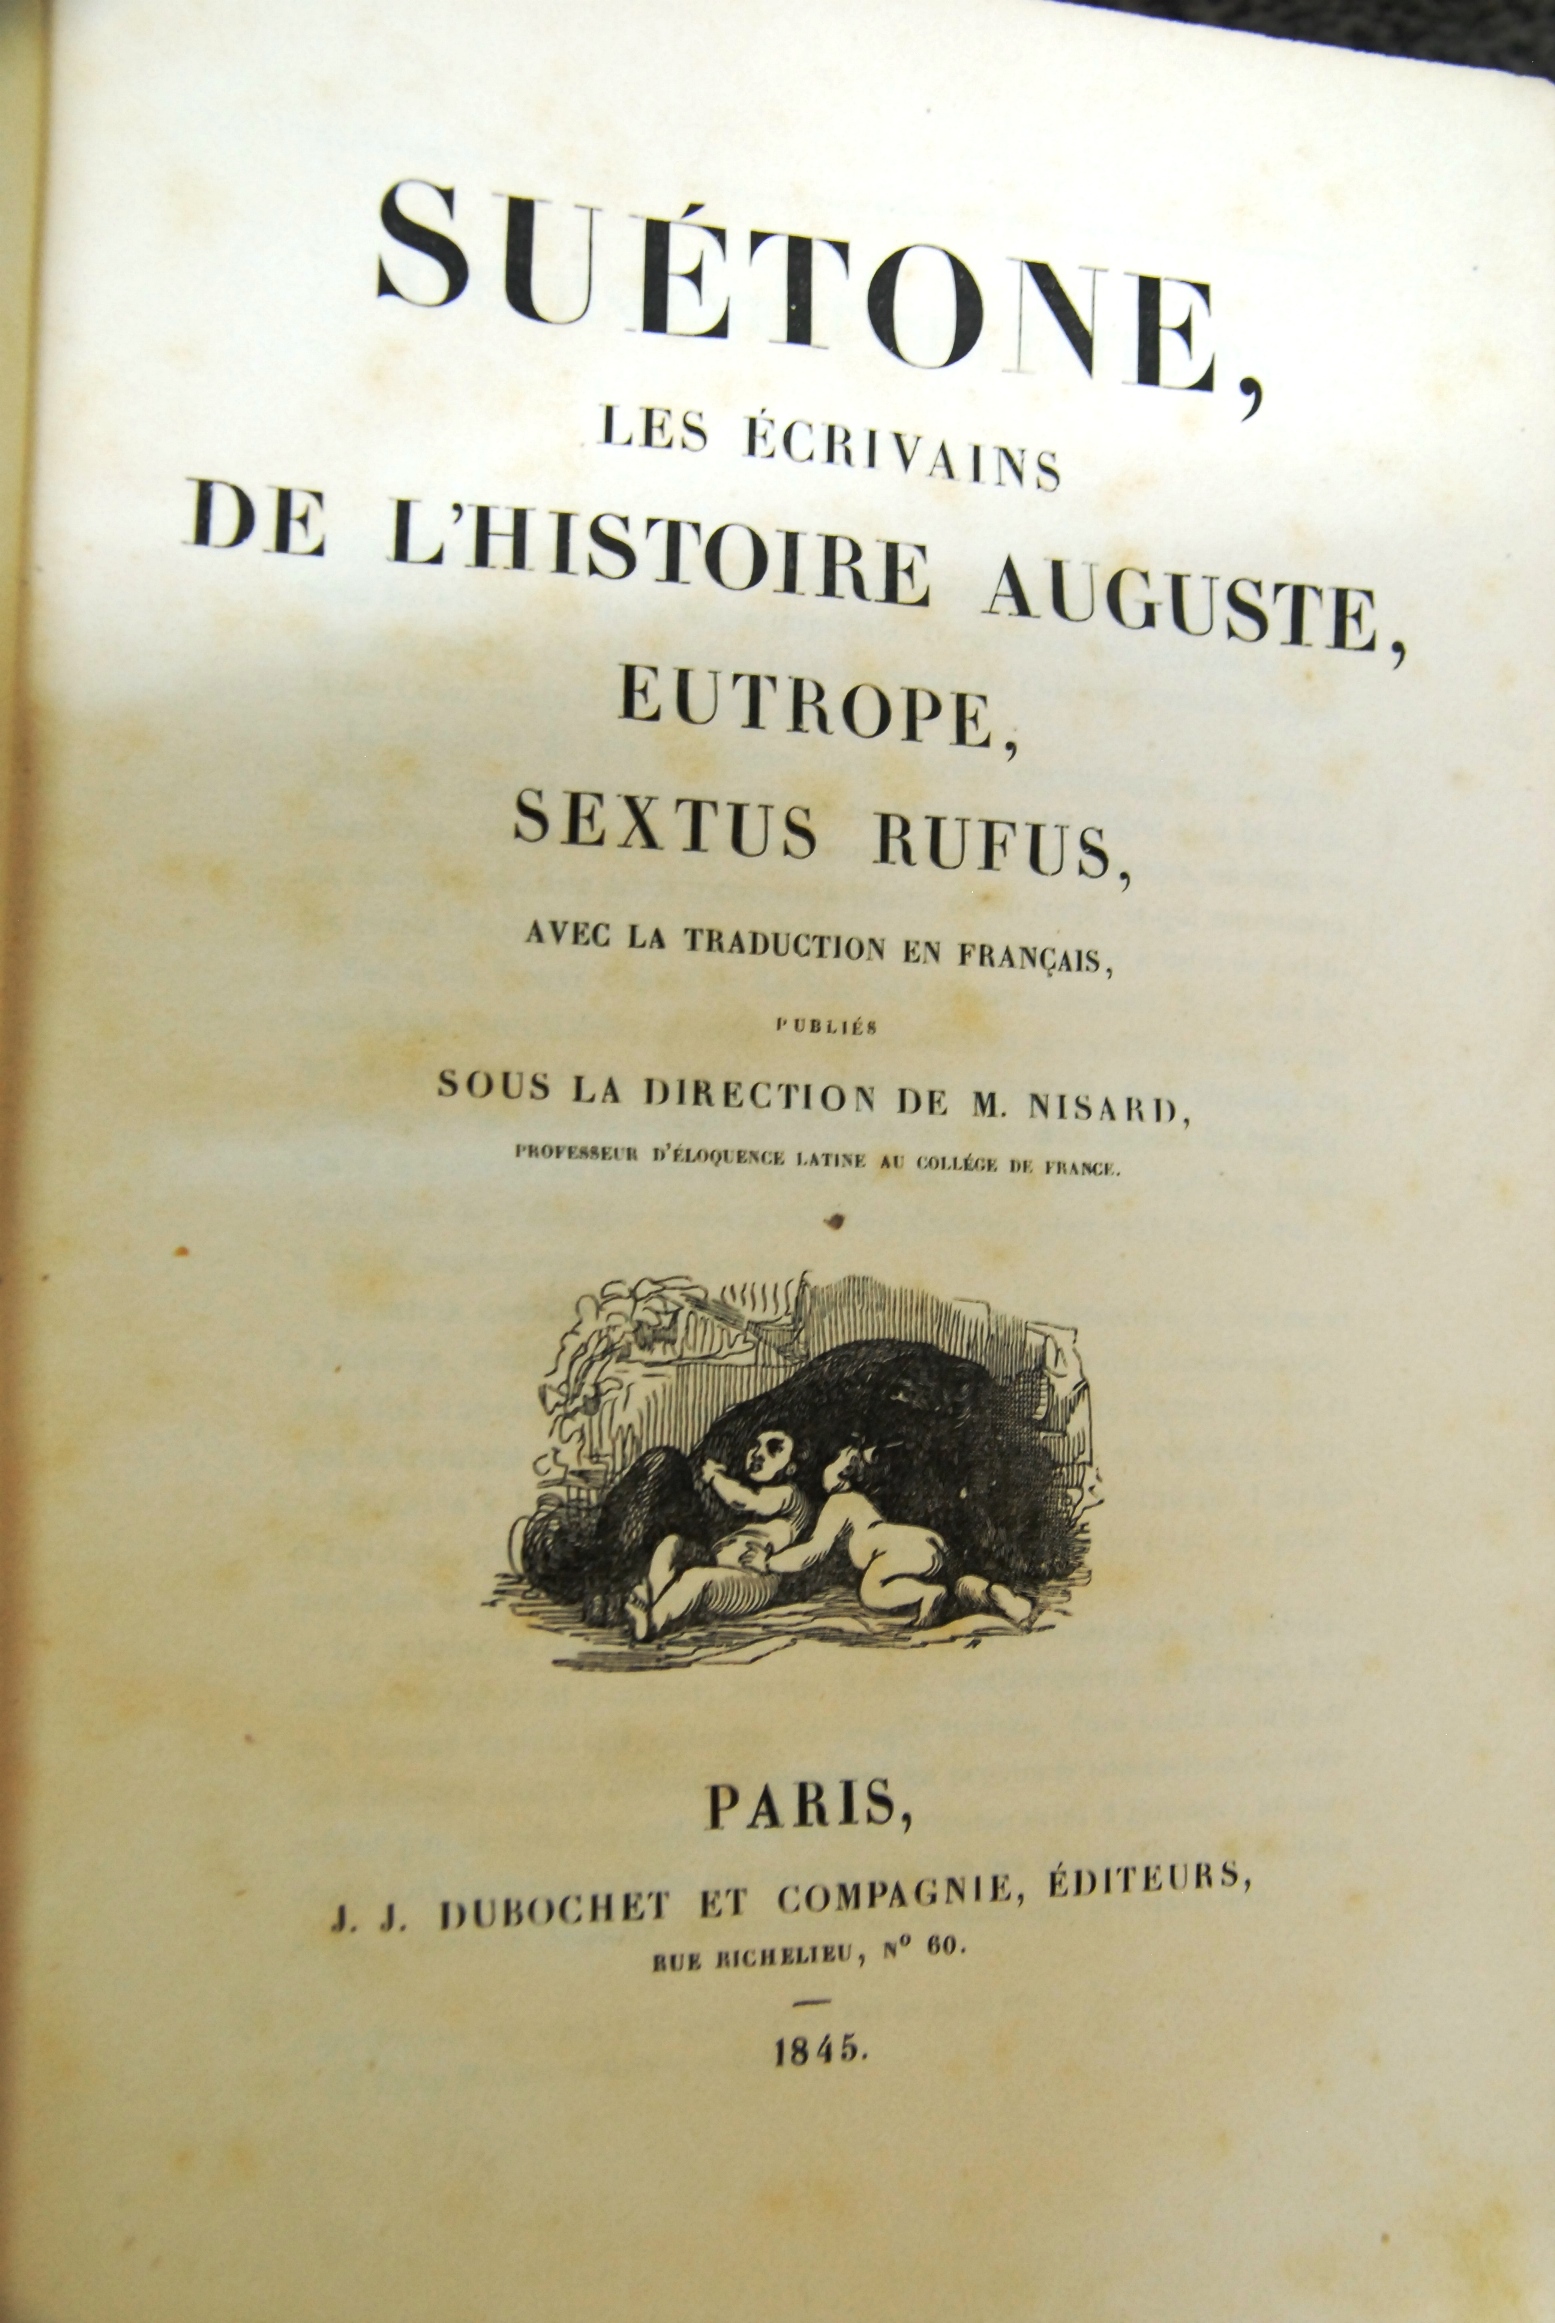 SUÉTONE,
LES ÉCRIVAINS
DE L'HISTOIRE AUGUSTE,
EUTROPE,
SEXTUS RUFUS,
AVEC LA TRADUCTION EN FRANÇAIS,
PUBLIÉS
SOUS LA DIRECTION DE M. NISARD,
PROFESSEUR D'ÉLOQUENCE LATINE AU COLLÉGE DE FRANCE.
PARIS,
J. J. DUBOCHET ET COMPAGNIE, ÉDITEURS,
RUE RICHELIEU, Nº 60.
1845.